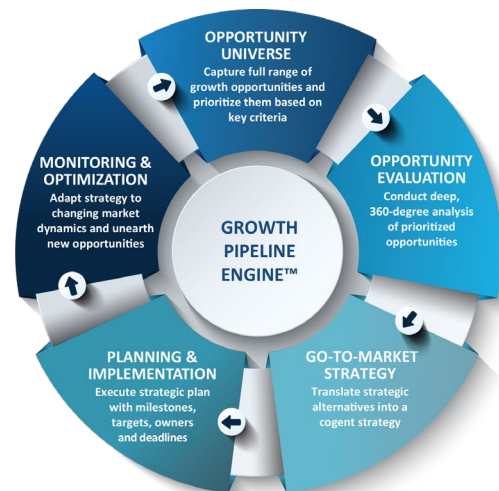 OPPORTUNITY
UNIVERSE
Capture full range of
growth opportunities and
prioritize them based on
key criteria
OPPORTUNITY
EVALUATION
Conduct deep,
360-degree analysis
of prioritized
opportunities
GO-TO-MARKET
STRATEGY
Translate strategic
alternatives into a
cogent strategy
PLANNING &
IMPLEMENTATION
Execute strategic plan
with milestones,
targets, owners
and deadlines
MONITORING &
OPTIMIZATION
Adapt strategy to
changing market
dynamics and unearth
new opportunities
GROWTH
PIPELINE
ENGINE™